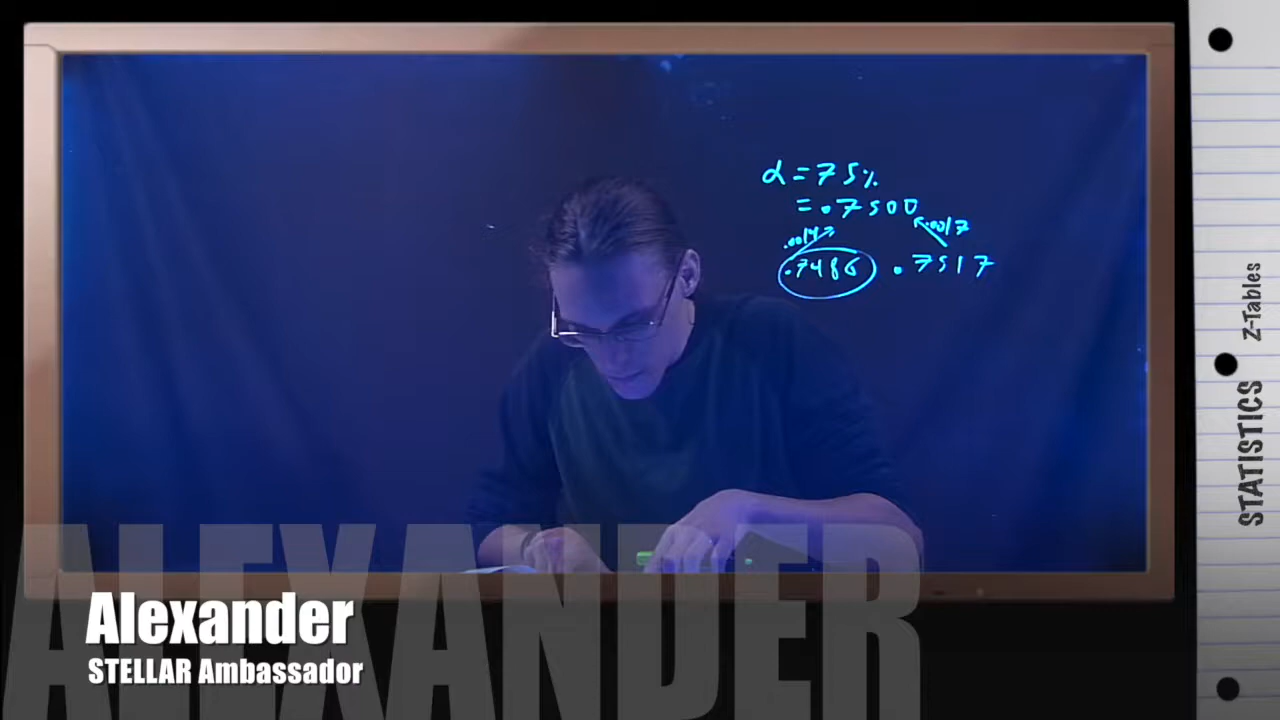 α = 75%
= .7500
.0014 .0017
.7486 .7517
Z-Tables
STATISTICS
ALEXANDER
Alexander
STELLAR Ambassador